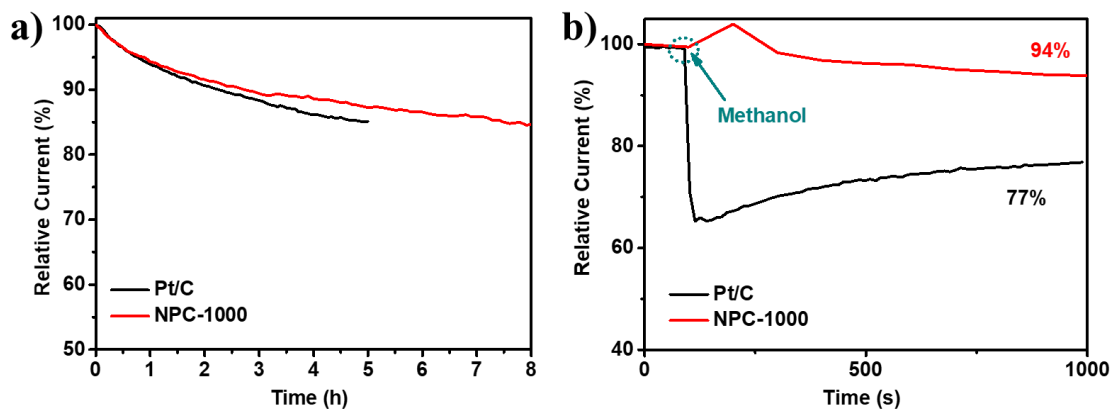 a)
Relative Current (%)
100
90
80
70
60
50
Pt/C
NPC-1000
0 1 2 3 4 5 6 7 8
Time (h)
b)
Relative Current (%)
100
80
60
40
94%
Methanol
77%
Pt/C
NPC-1000
0 500 1000
Time (s)